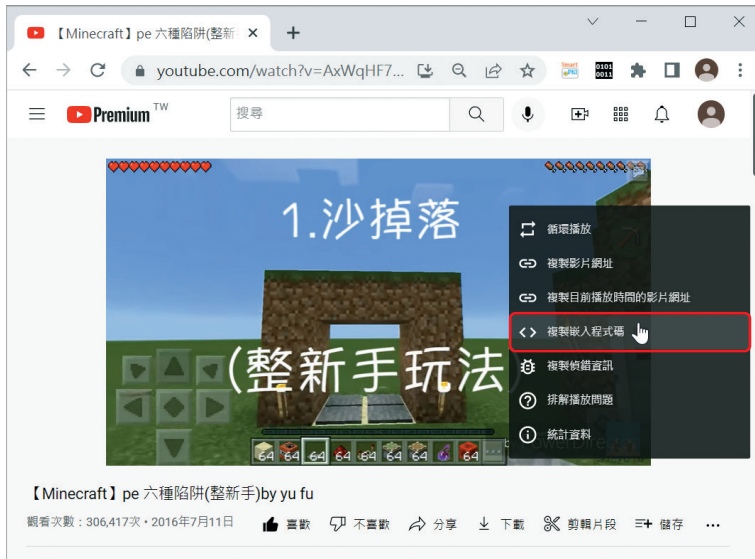 【Minecraft】pe 六種陷阱(整新
youtube.com/watch?v=AxWqHF7...
Premium TW
搜尋
1.沙掉落
(整新手玩法)
循環播放
複製影片網址
複製目前播放時間的影片網址
複製嵌入程式碼
複製偵錯資訊
排解播放問題
統計資料
64 64 64 64 64 64 64 64 64
【Minecraft】pe 六種陷阱(整新手)by yu fu
觀看次數：306,417次・2016年7月11日 喜歡 不喜歡 分享 下載 剪輯片段 儲存